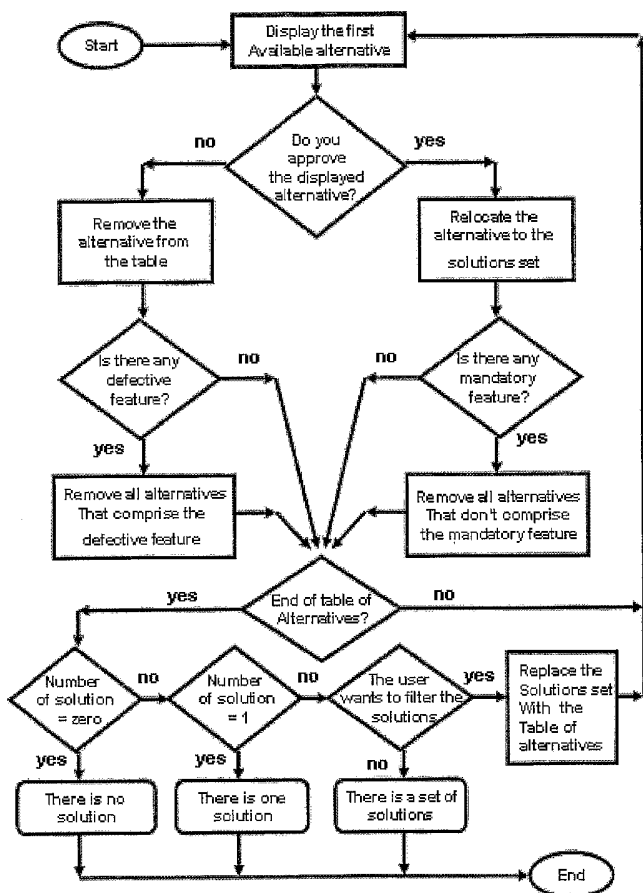 Start
Display the first
Available alternative
no
Do you
approve
the displayed
alternative?
yes
Remove the
alternative from
the table
Relocate the
alternative to the
solutions set
Is there any
defective
feature?
no
no
Is there any
mandatory
feature?
yes
yes
Remove all alternatives
That comprise the
defective feature
Remove all alternatives
That don't comprise
the mandatory feature
yes
End of table of
Alternatives?
no
Number
of solution
= zero
no
Number
of solution
= 1
no
The user
wants to filter the
solutions
yes
Replace the
Solutions set
With the
Table of
alternatives
yes
yes
no
There is no
solution
There is one
solution
There is a set of
solutions
End